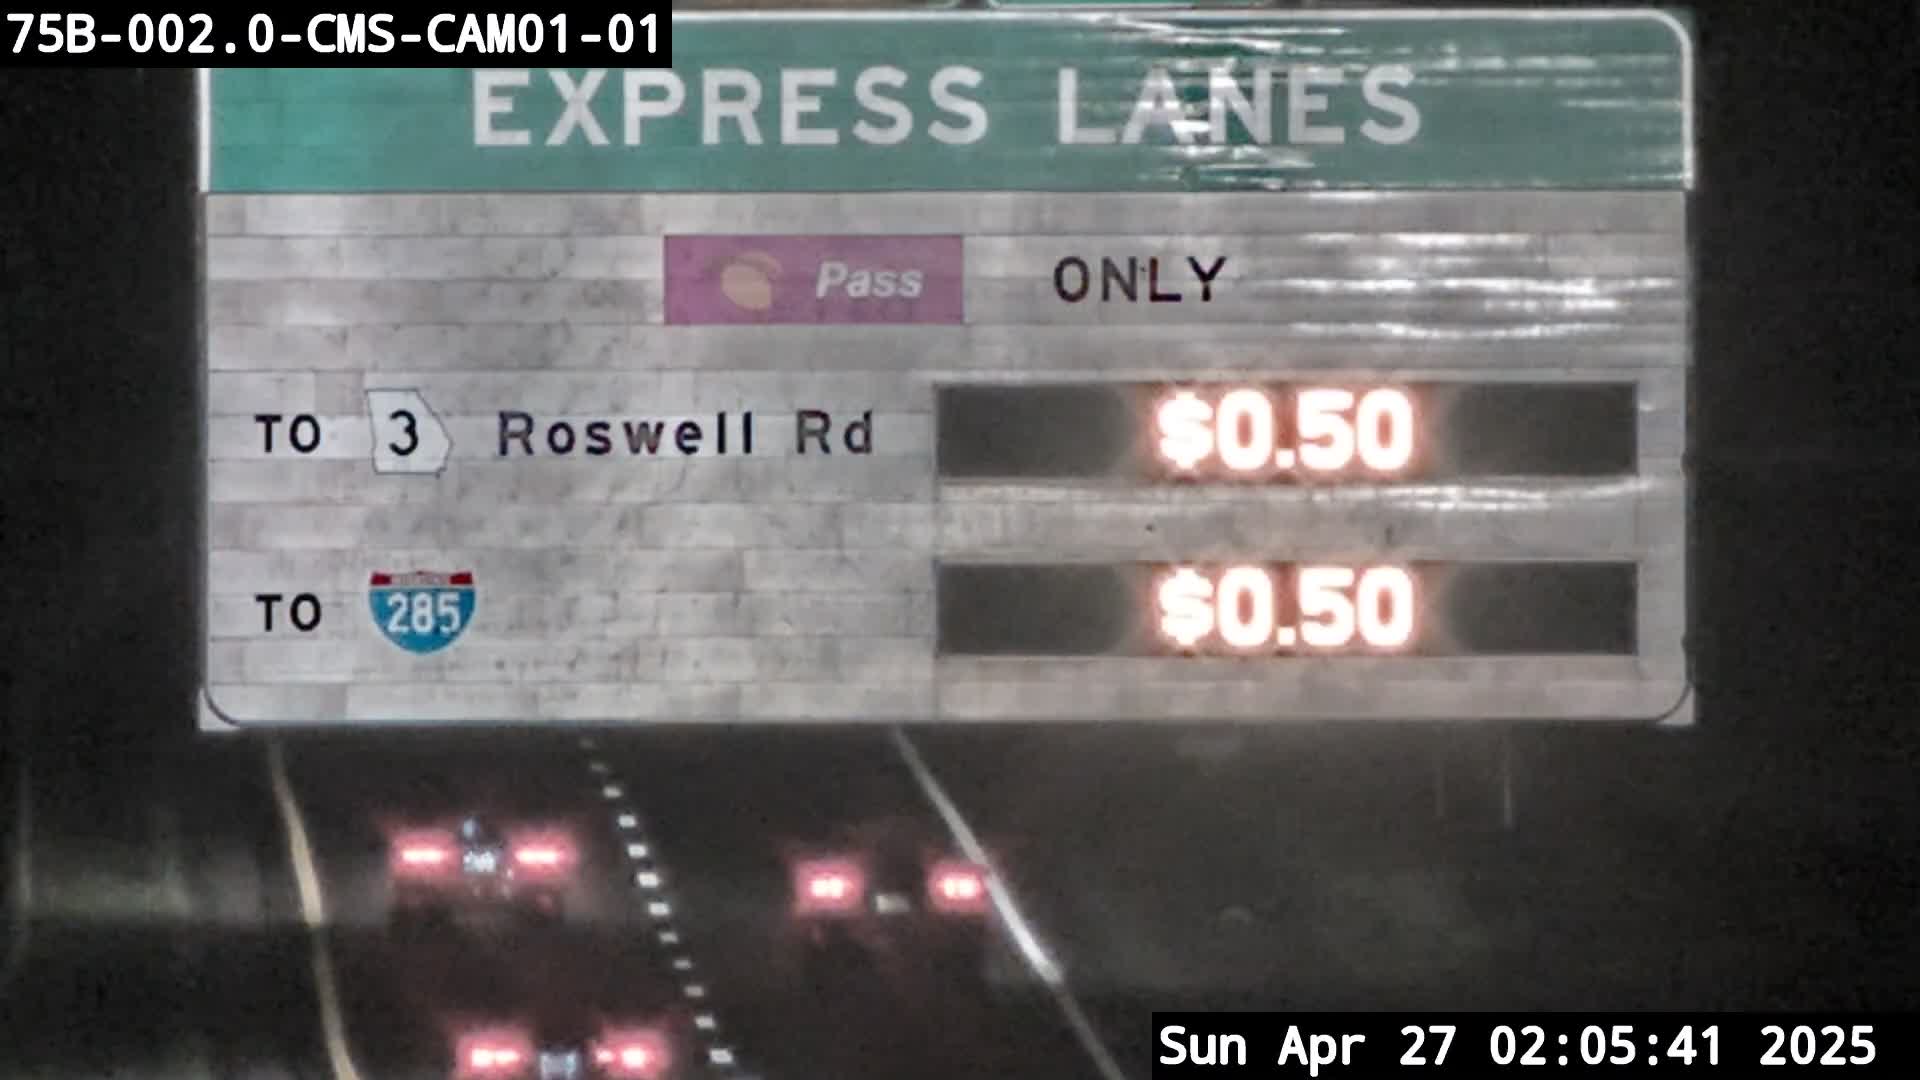 75B-002.0-CMS-CAM01-01
EXPRESS LANES
Pass ONLY
TO 3 Roswell Rd $0.50
TO 285 $0.50
Sun Apr 27 02:05:41 2025